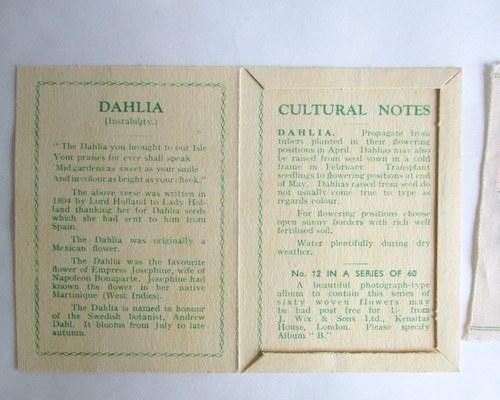 DAHLIA
(Instability.)
"The Dahlia you brought to our Isle
Your praises for ever shall speak
'Mid gardens as sweet as your smile
And in colour as bright as your cheek."
The above verse was written in
1804 by Lord Holland to Lady Hol-
land thanking her for Dahlia seeds
which she had sent to him from
Spain.
The Dahlia was originally a
Mexican flower.
The Dahlia was the favourite
flower of Empress Josephine, wife of
Napoleon Bonaparte. Josephine had
known the flower in her native
Martinique (West Indies).
The Dahlia is named in honour
of the Swedish botanist, Andrew
Dahl. It blooms from July to late
autumn.
CULTURAL NOTES
DAHLIA. Propagate from
tubers planted in their flowering
positions in April. Dahlias may also
be raised from seed sown in a cold
frame in February. Transplant
seedlings to flowering positions at end
of May. Dahlias raised from seed do
not usually come true to type as
regards colour.
For flowering positions choose
open sunny borders with rich well
fertilised soil.
Water plentifully during dry
weather.
No. 12 IN A SERIES OF 60
A beautiful photograph-type
album to contain this series of
sixty woven flowers may
be had post free for 1/- from
J. Wix & Sons Ltd., Kensitas
House, London. Please specify
Album "B."